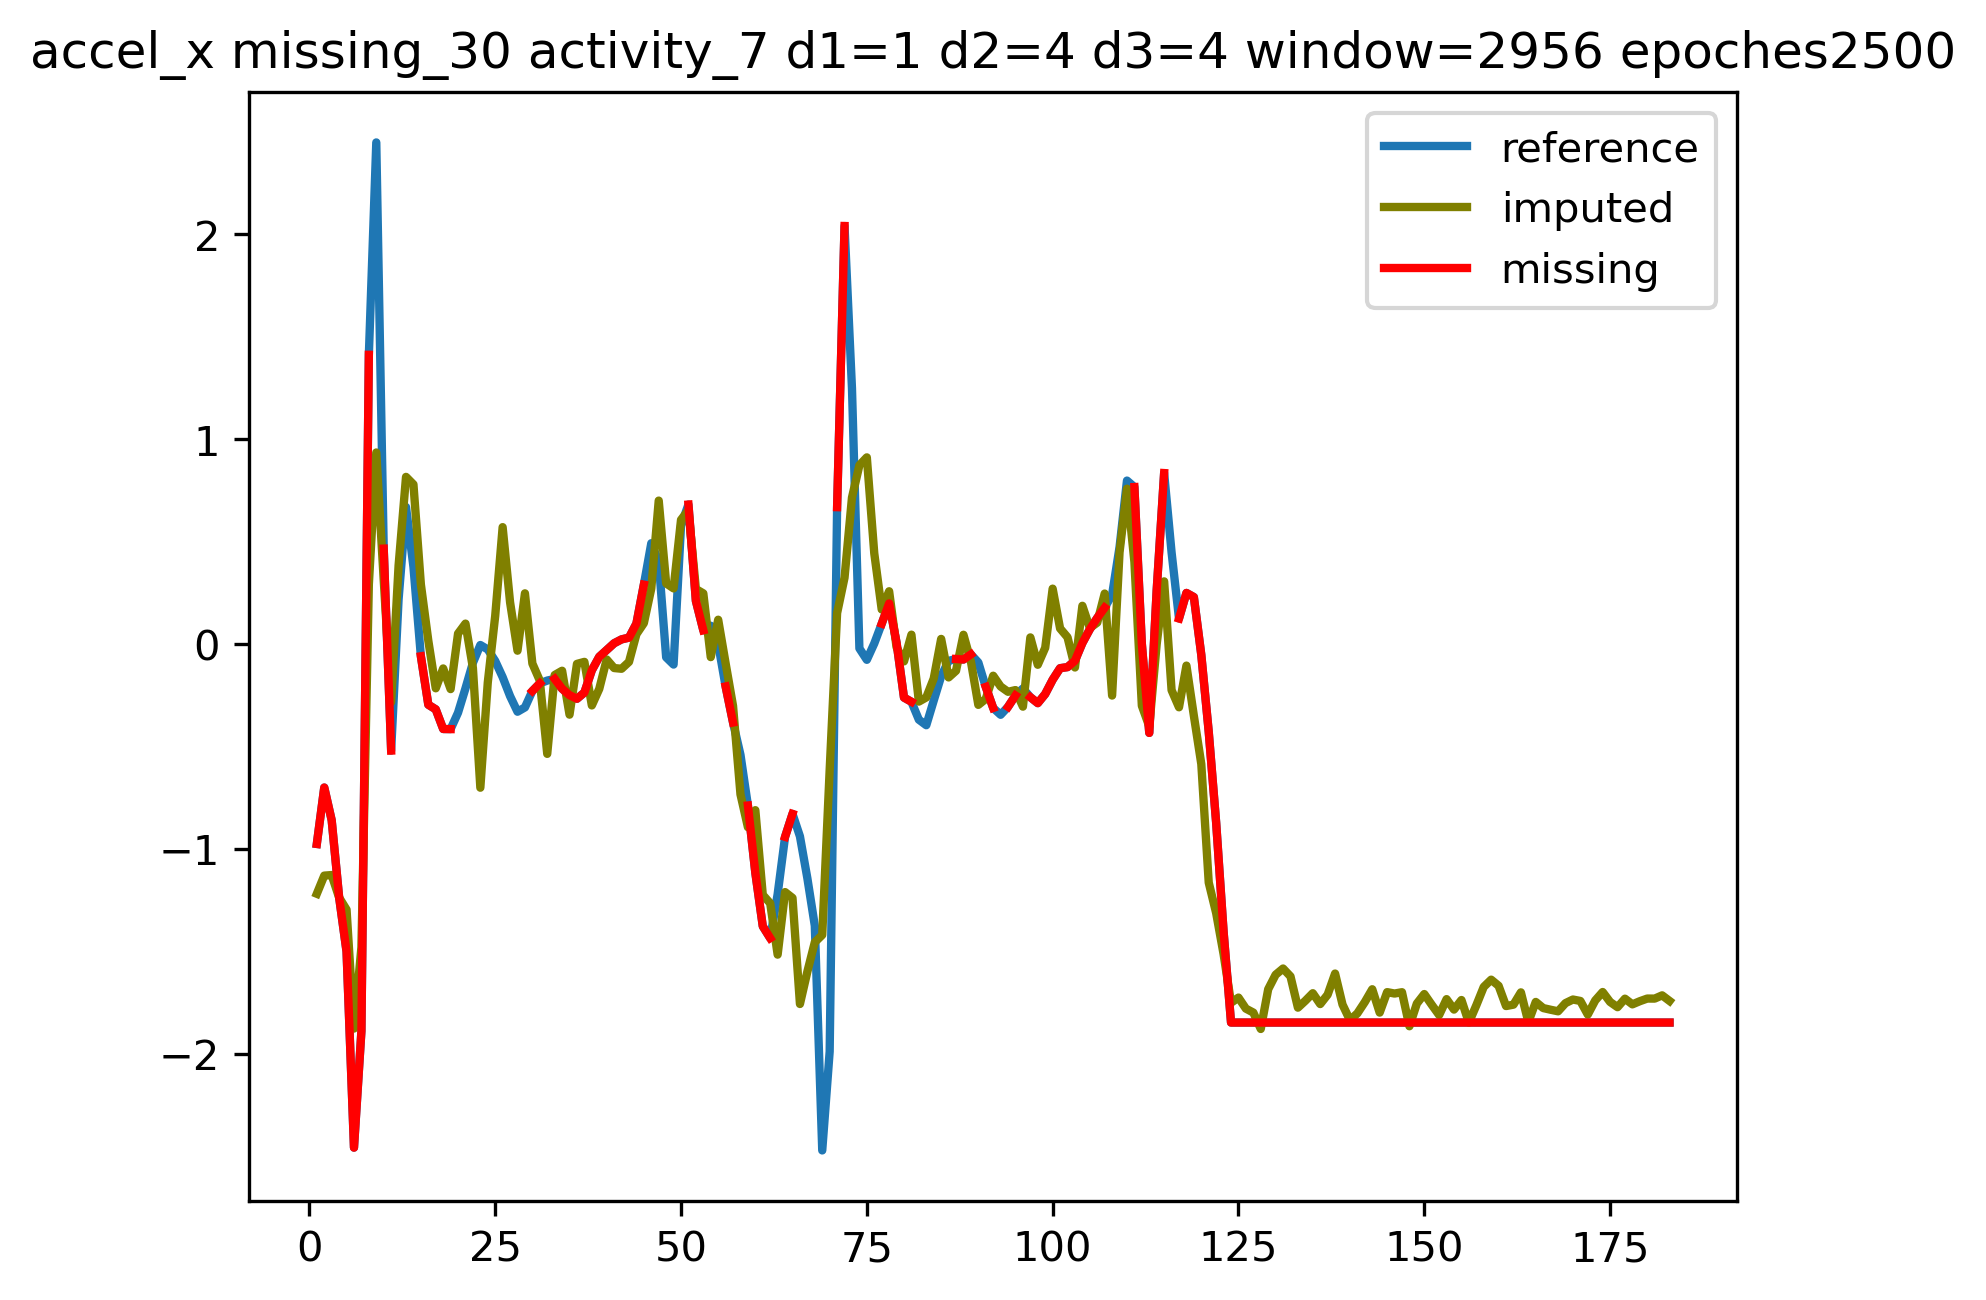 accel_x missing_30 activity_7 d1=1 d2=4 d3=4 window=2956 epoches2500
reference
imputed
missing
2
1
0
−1
−2
0 25 50 75 100 125 150 175